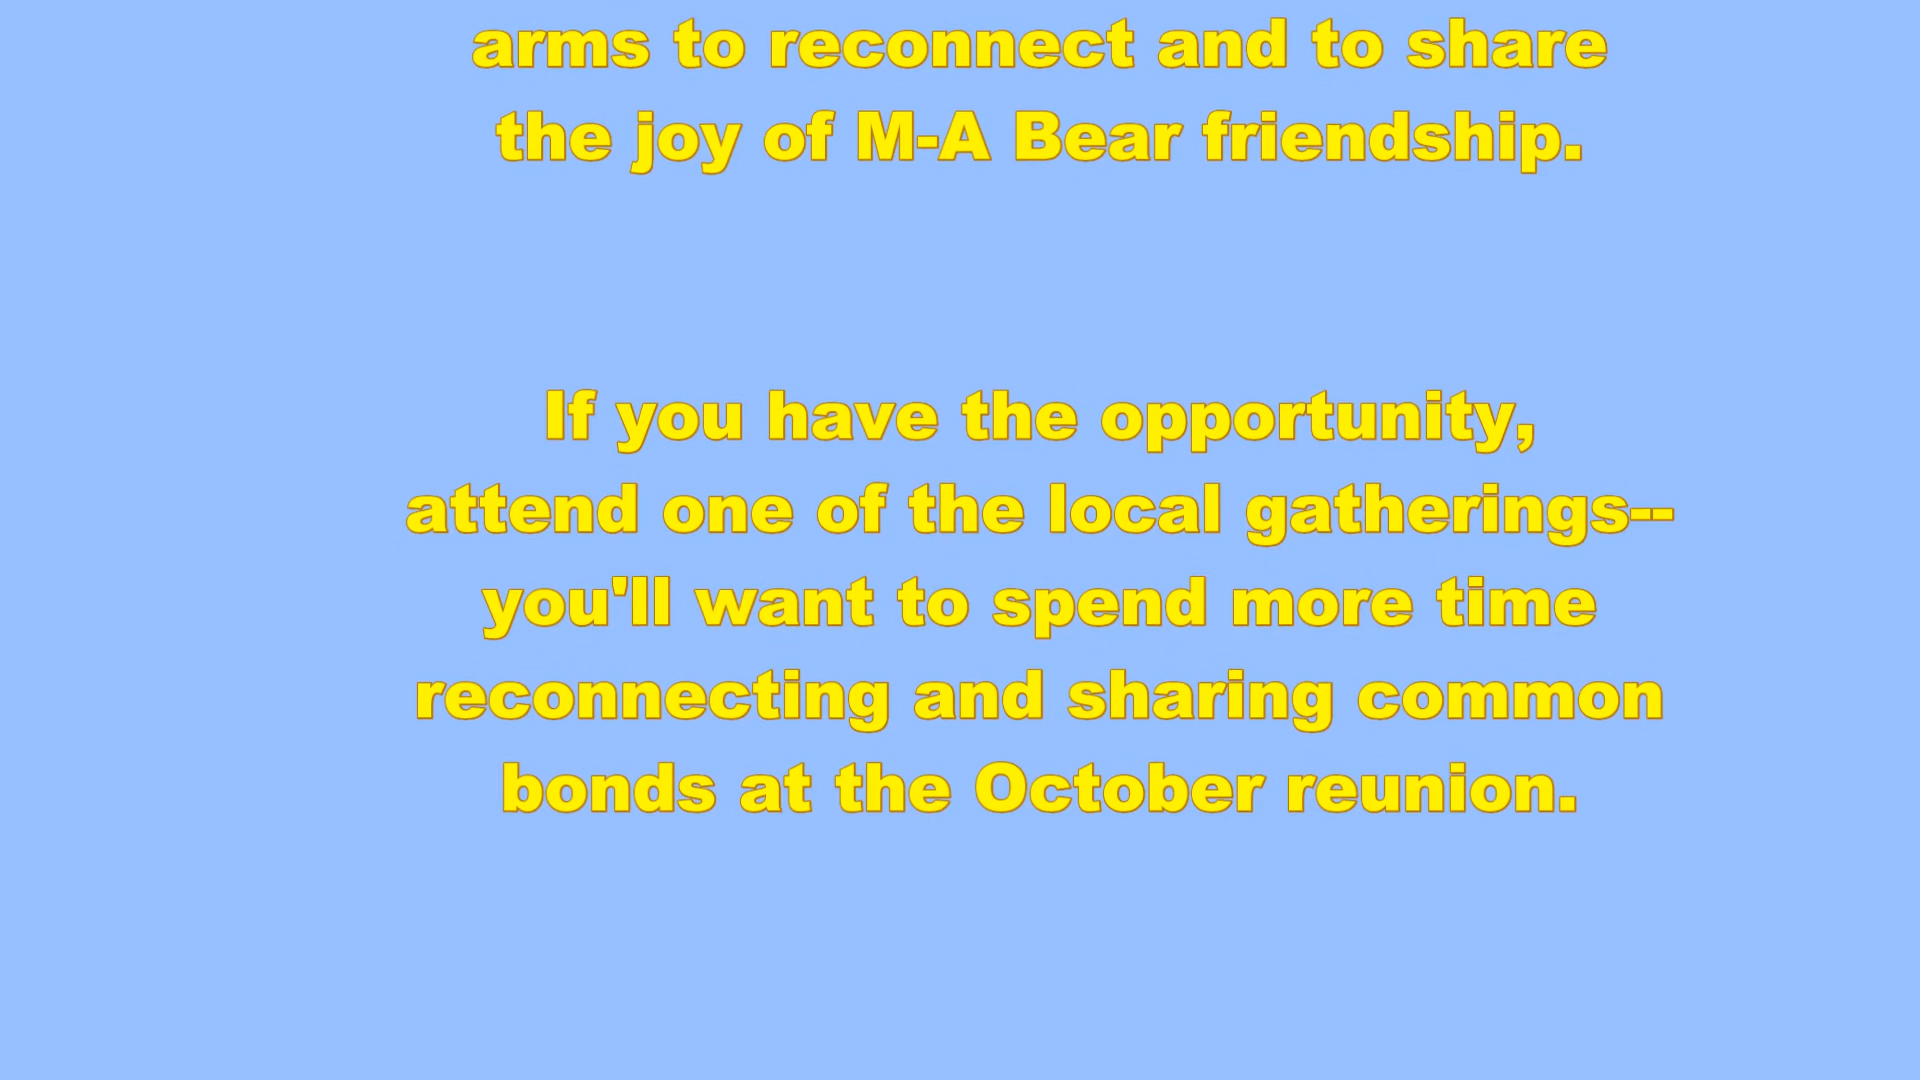 arms to reconnect and to share
the joy of M-A Bear friendship.
If you have the opportunity,
attend one of the local gatherings--
you'll want to spend more time
reconnecting and sharing common
bonds at the October reunion.